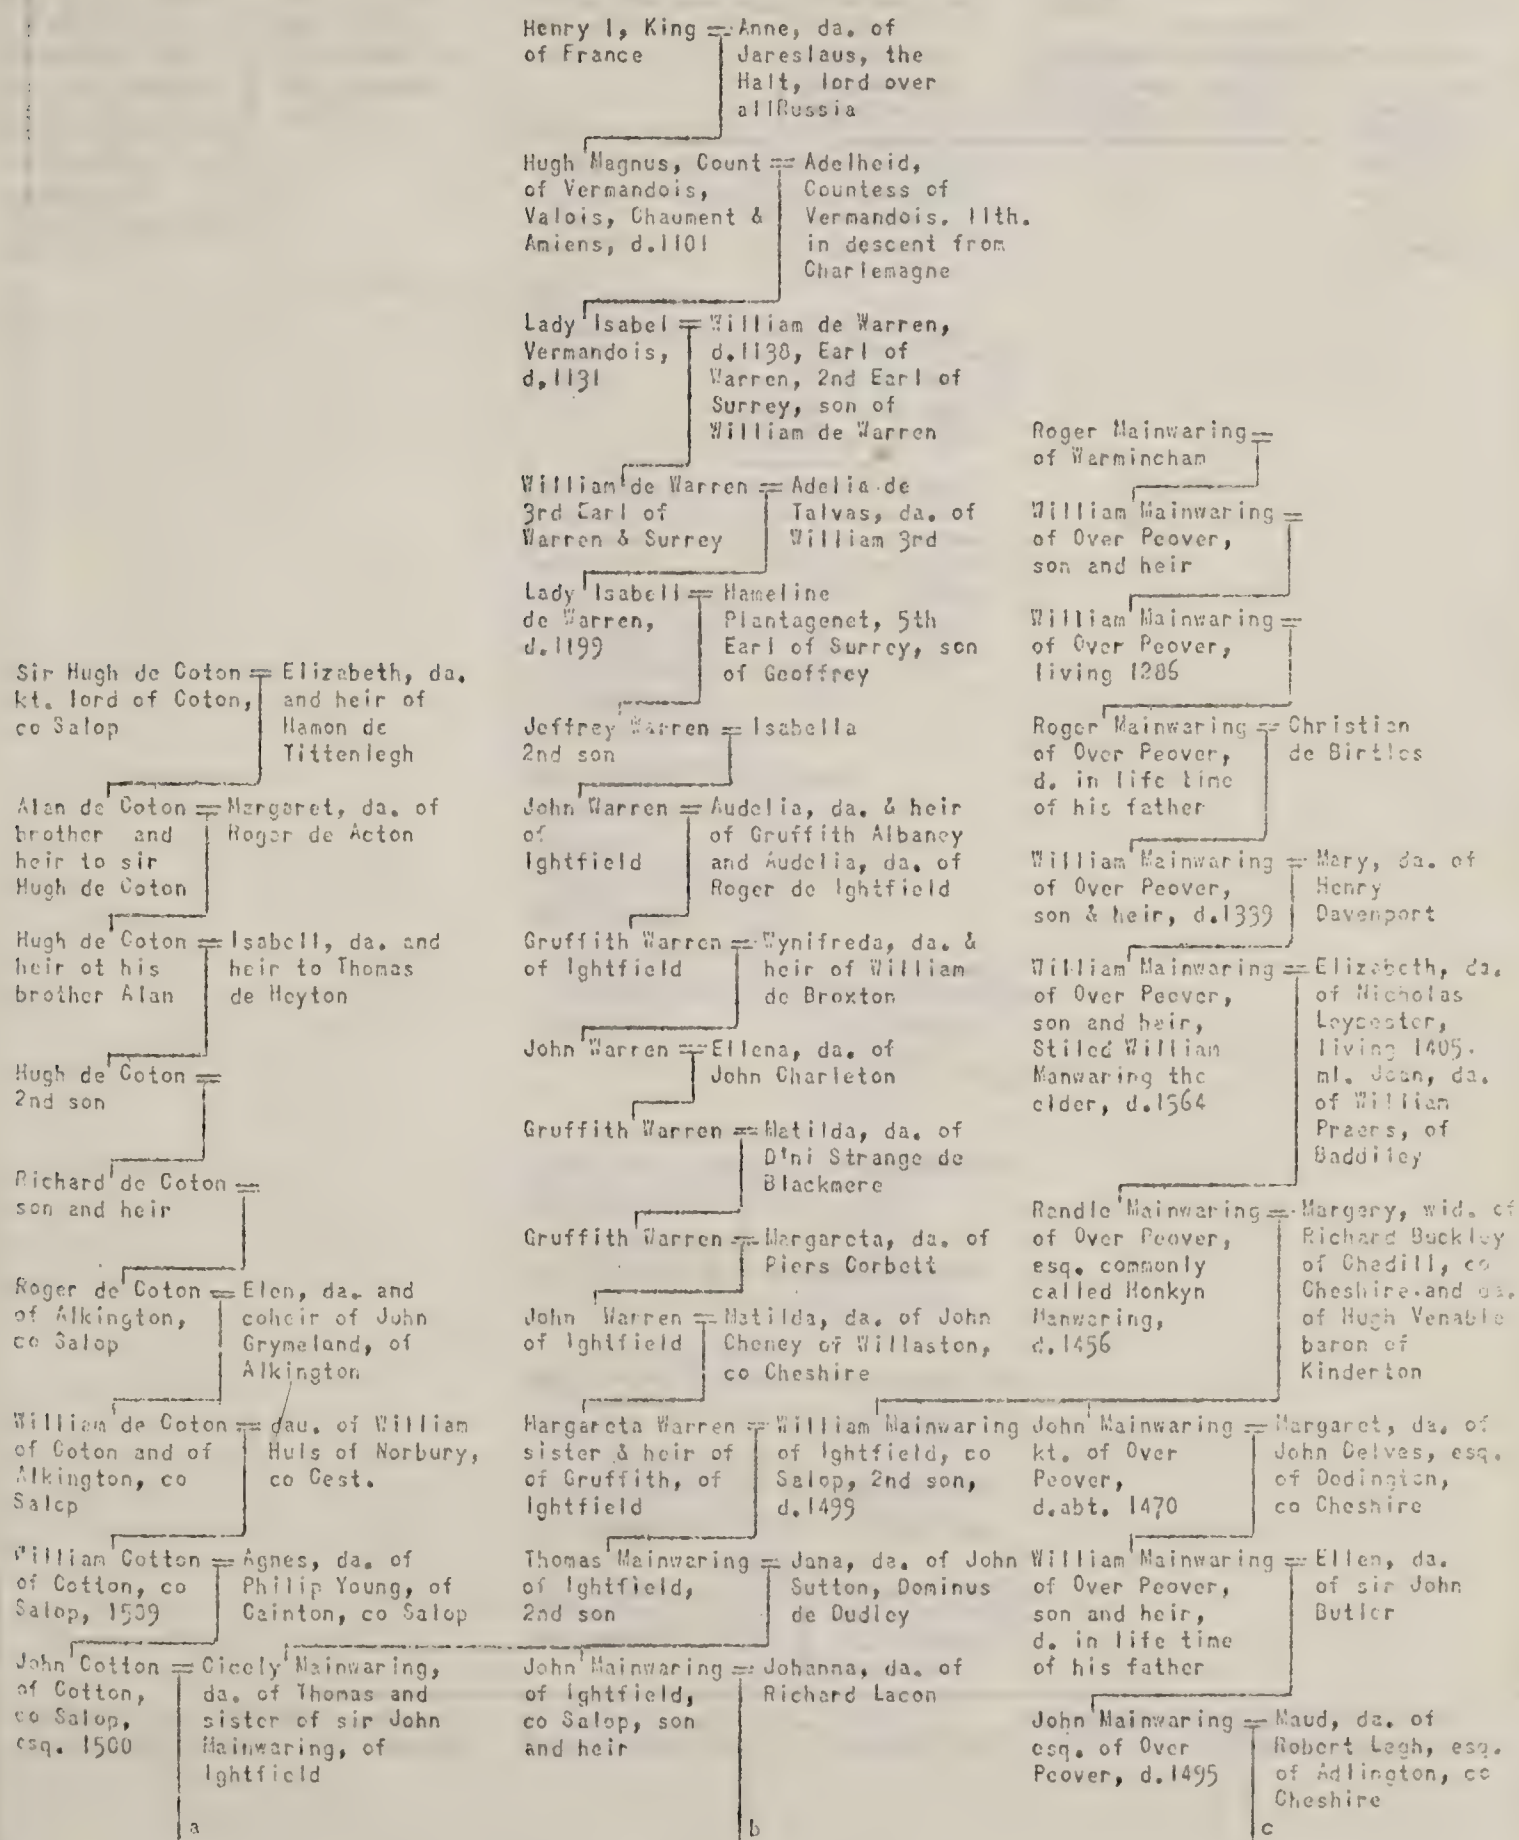 Henry I, King == Anne, da. of
of France Jareslaus, the
Halt, lord over
allRussia
Hugh Magnus, Count == Adelheid,
of Vermandois, Countess of
Valois, Chaument & Vermandois. 11th.
Amiens, d.1101 in descent from
Charlemagne
Lady Isabel == William de Warren,
Vermandois, d.1138, Earl of
d.1131 Warren, 2nd Earl of
Surrey, son of
William de Warren
William de Warren == Adelia de
3rd Earl of Talvas, da. of
Warren & Surrey William 3rd
Lady Isabell == Hameline
de Warren, Plantagenet, 5th
d.1199 Earl of Surrey, son
of Geoffrey
Jeffrey Warren == Isabella
2nd son
John Warren == Audelia, da. & heir
of of Gruffith Albaney
Ightfield and Audelia, da. of
Roger de Ightfield
Gruffith Warren == Wynifreda, da. &
of Ightfield heir of William
de Broxton
John Warren == Ellena, da. of
John Charleton
Gruffith Warren == Matilda, da. of
D'ni Strange de
Blackmere
Gruffith Warren == Margareta, da. of
Piers Corbett
John Warren == Matilda, da. of John
of Ightfield Cheney of Willaston,
co Cheshire
Margareta Warren == William Mainwaring
sister & heir of of Ightfield, co
of Gruffith, of Salop, 2nd son,
Ightfield d.1499
Thomas Mainwaring == Jana, da. of John
of Ightfield, Sutton, Dominus
2nd son de Dudley
John Mainwaring == Johanna, da. of
of Ightfield, Richard Lacon
co Salop, son
and heir
b
Sir Hugh de Coton == Elizabeth, da.
kt. lord of Coton, and heir of
co Salop Hamon de
Tittenlegh
Alan de Coton == Margaret, da. of
brother and Roger de Acton
heir to sir
Hugh de Coton
Hugh de Coton == Isabell, da. and
heir ot his heir to Thomas
brother Alan de Heyton
Hugh de Coton ==
2nd son
Richard de Coton ==
son and heir
Roger de Coton == Elen, da. and
of Alkington, coheir of John
co Salop Grymeland, of
Alkington
William de Coton == dau. of William
of Coton and of Huls of Norbury,
Alkington, co co Cest.
Salop
William Cotton == Agnes, da. of
of Cotton, co Philip Young, of
Salop, 1509 Cainton, co Salop
John Cotton == Cicely Mainwaring,
of Cotton, da. of Thomas and
co Salop, sister of sir John
esq. 1500 Mainwaring, of
Ightfield
a
Roger Mainwaring ==
of Warmincham
William Mainwaring ==
of Over Peover,
son and heir
William Mainwaring ==
of Over Peover,
living 1286
Roger Mainwaring == Christian
of Over Peover, de Birtles
d. in life time
of his father
William Mainwaring == Mary, da. of
of Over Peover, Henry
son & heir, d.1339 Davenport
William Mainwaring == Elizabeth, da.
of Over Peever, of Nicholas
son and heir, Leycester,
Stiled William living 1405.
Manwaring the ml. Joan, da.
elder, d.1364 of William
Praers, of
Baddiley
Randle Mainwaring == Margery, wid. of
of Over Peover, Richard Buckley
esq. commonly of Chedill, co
called Honkyn Cheshire.and da.
Manwaring, of Hugh Venable
d.1456 baron of
Kinderton
John Mainwaring == Margaret, da. of
kt. of Over John Delves, esq.
Peover, of Dodington,
d.abt. 1470 co Cheshire
William Mainwaring == Ellen, da.
of Over Peover, of sir John
son and heir, Butler
d. in life time
of his father
John Mainwaring == Maud, da. of
esq. of Over Robert Legh, esq.
Peover, d.1495 of Adlington, co
Cheshire
c